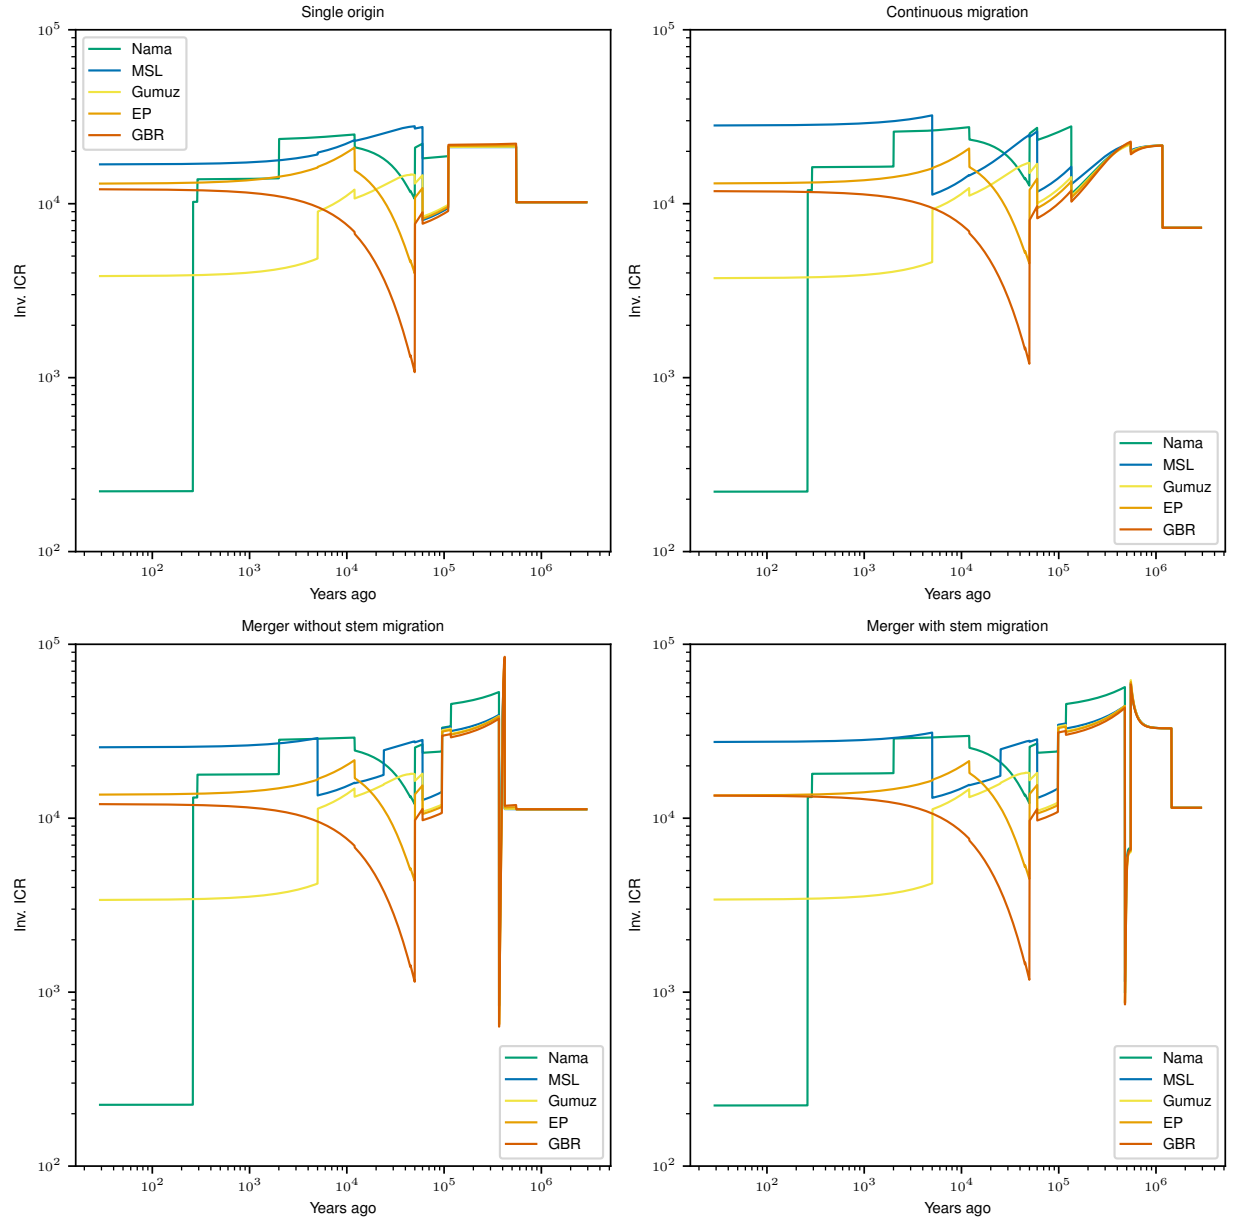 Single origin
10^5
10^4
10^3
10^2
Inv. ICR
Nama
MSL
Gumuz
EP
GBR
10^2 10^3 10^4 10^5 10^6
Years ago
Continuous migration
10^5
10^4
10^3
10^2
Inv. ICR
Nama
MSL
Gumuz
EP
GBR
10^2 10^3 10^4 10^5 10^6
Years ago
Merger without stem migration
10^5
10^4
10^3
10^2
Inv. ICR
Nama
MSL
Gumuz
EP
GBR
10^2 10^3 10^4 10^5 10^6
Years ago
Merger with stem migration
10^5
10^4
10^3
10^2
Inv. ICR
Nama
MSL
Gumuz
EP
GBR
10^2 10^3 10^4 10^5 10^6
Years ago